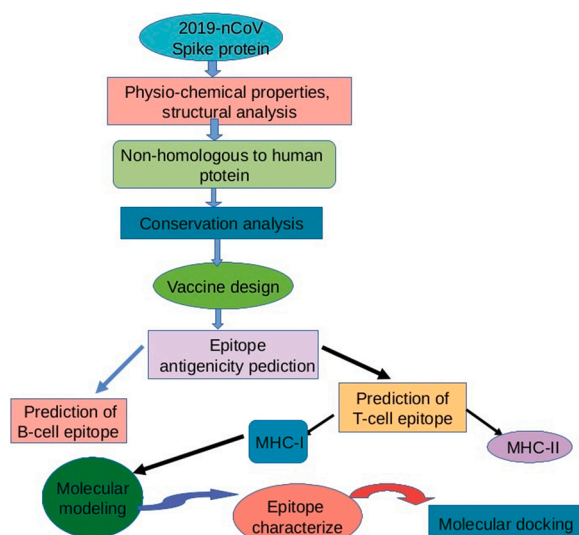 2019-nCoV
Spike protein
Physio-chemical properties,
structural analysis
Non-homologous to human
ptotein
Conservation analysis
Vaccine design
Epitope
antigenicity pediction
Prediction of
B-cell epitope
Prediction of
T-cell epitope
MHC-I
MHC-II
Molecular
modeling
Epitope
characterize
Molecular docking